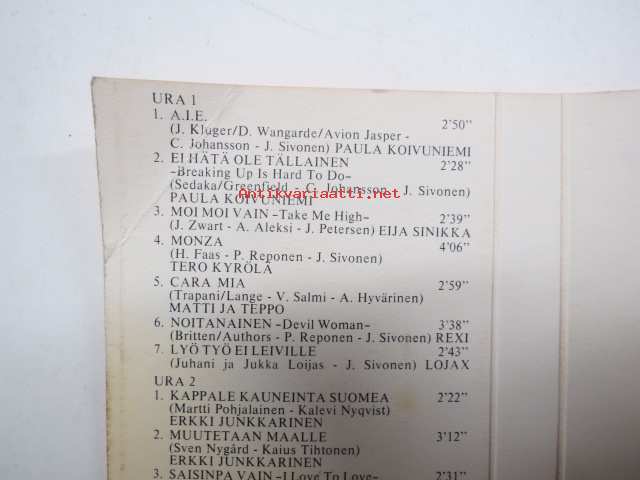 URA 1
1. A.I.E. 2'50"
(J. Kluger/D. Wangarde/Avion Jasper -
C. Johansson - J. Sivonen) PAULA KOIVUNIEMI
2. EI HÄTÄ OLE TÄLLAINEN 2'28"
-Breaking Up Is Hard To Do-
(Sedaka/Greenfield - C. Johansson - J. Sivonen)
PAULA KOIVUNIEMI
Antikvariaatti.net
3. MOI MOI VAIN -Take Me High- 2'39"
(J. Zwart - A. Aleksi - J. Petersen) EIJA SINIKKA
4. MONZA 4'06"
(H. Faas - P. Reponen - J. Sivonen)
TERO KYRÖLÄ
5. CARA MIA 2'59"
(Trapani/Lange - V. Salmi - A. Hyvärinen)
MATTI JA TEPPO
6. NOITANAINEN -Devil Woman- 3'38"
(Britten/Authors - P. Reponen - J. Sivonen) REXI
7. LYÖ TYÖ EI LEIVILLE 2'43"
(Juhani ja Jukka Loijas - J. Sivonen) LOJAX
URA 2
1. KAPPALE KAUNEINTA SUOMEA 2'22"
(Martti Pohjalainen - Kalevi Nyqvist)
ERKKI JUNKKARINEN
2. MUUTETAAN MAALLE 3'12"
(Sven Nygård - Kaius Tihtonen)
ERKKI JUNKKARINEN
3. SAISINPA VAIN -I Love To Love- 2'31"